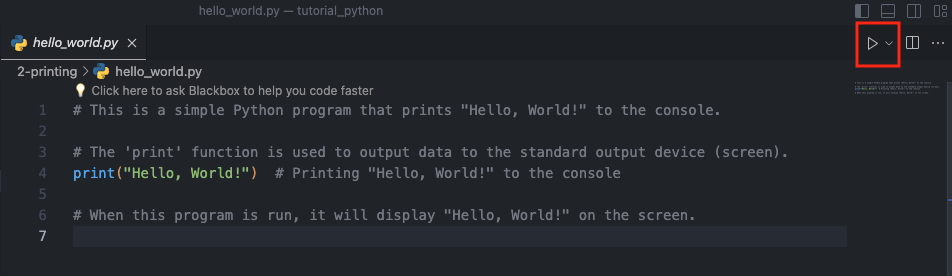 hello_world.py — tutorial_python
hello_world.py
2-printing > hello_world.py
Click here to ask Blackbox to help you code faster
1 # This is a simple Python program that prints "Hello, World!" to the console.
2
3 # The 'print' function is used to output data to the standard output device (screen).
4 print("Hello, World!")  # Printing "Hello, World!" to the console
5
6 # When this program is run, it will display "Hello, World!" on the screen.
7